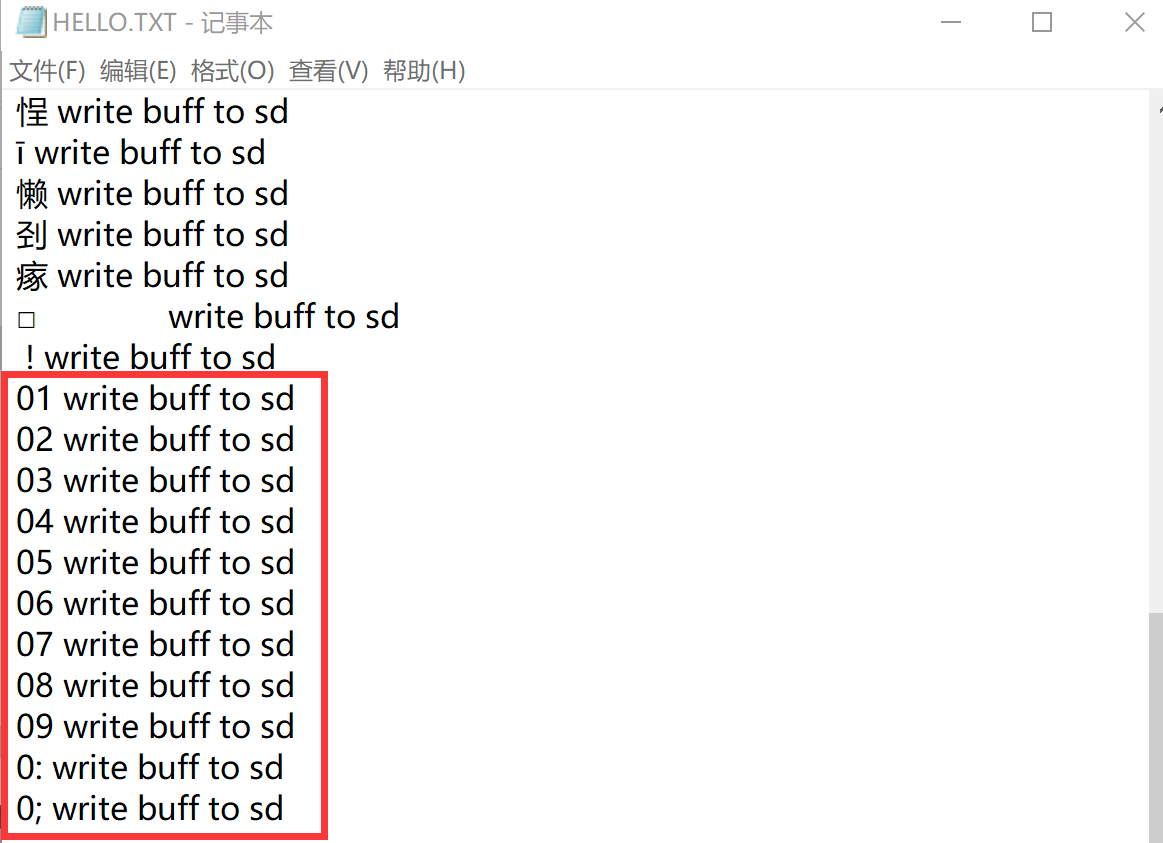 HELLO.TXT - 记事本
文件(F) 编辑(E) 格式(O) 查看(V) 帮助(H)
悜 write buff to sd
ī write buff to sd
懒 write buff to sd
刭 write buff to sd
瘃 write buff to sd
□ write buff to sd
! write buff to sd
01 write buff to sd
02 write buff to sd
03 write buff to sd
04 write buff to sd
05 write buff to sd
06 write buff to sd
07 write buff to sd
08 write buff to sd
09 write buff to sd
0: write buff to sd
0; write buff to sd